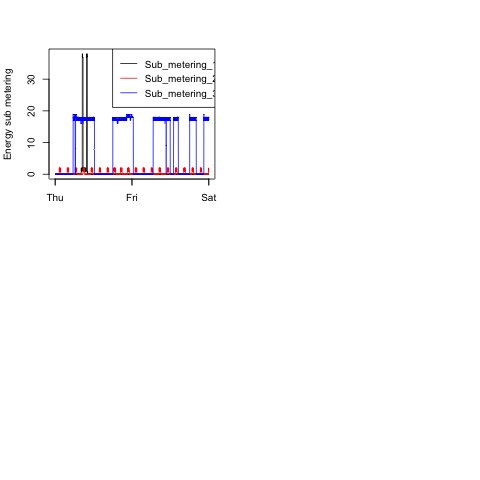 Energy sub metering
30
20
10
0
Sub_metering_1
Sub_metering_2
Sub_metering_3
Thu
Fri
Sat